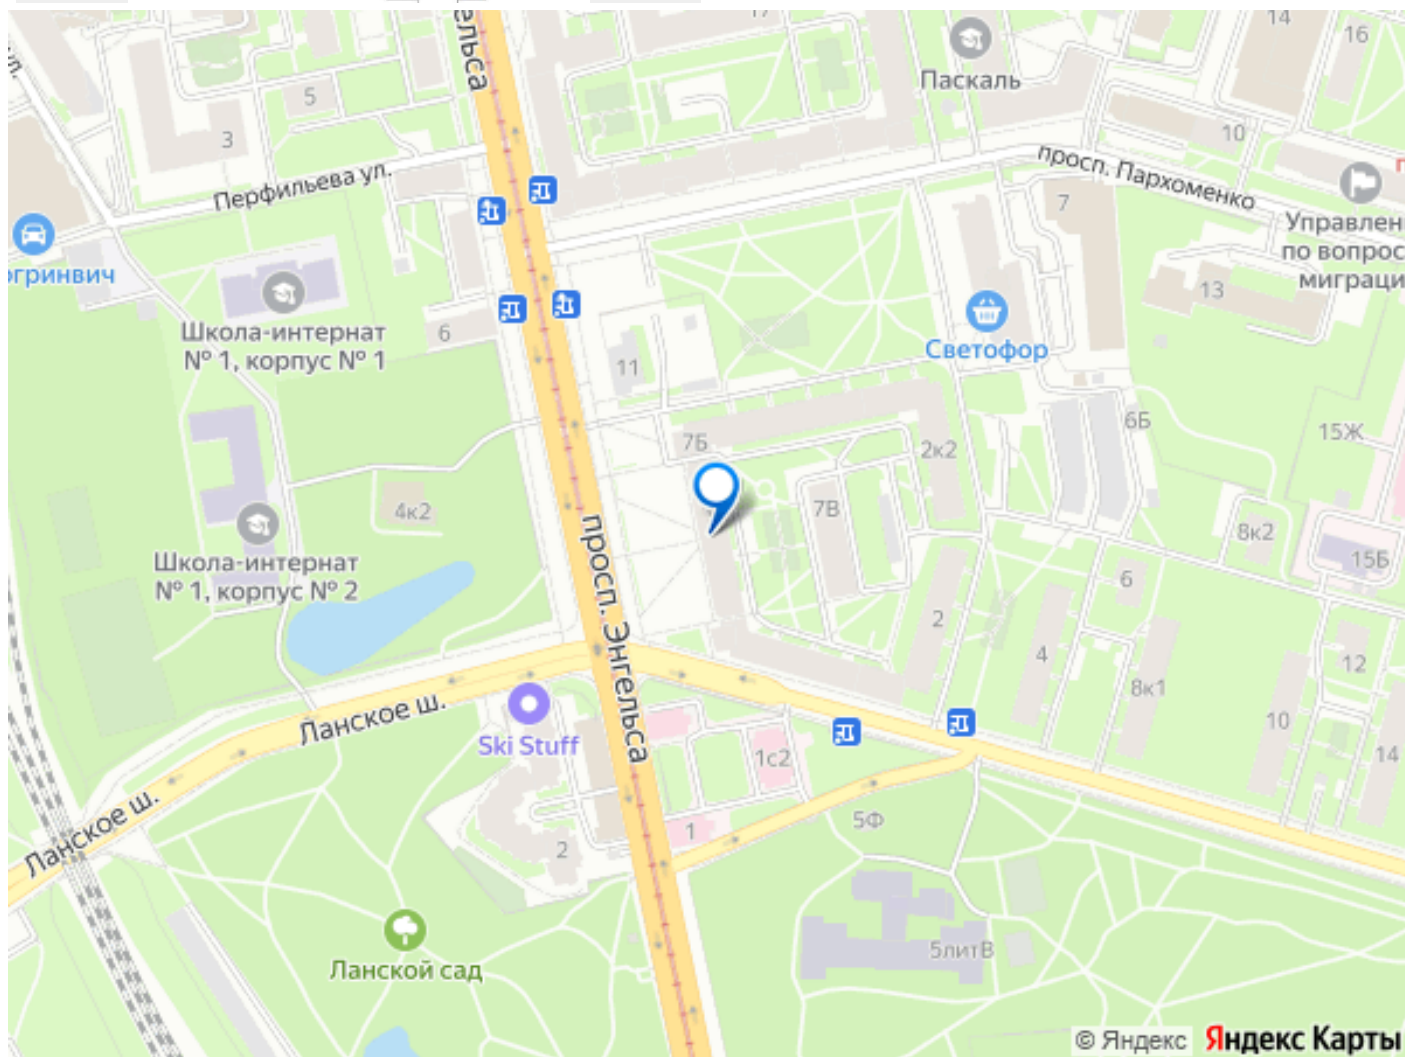 17
14
16
Паскаль
5
3
10
просп. Пархоменко
Перфильева ул.
7
Управлен
по вопрос
миграци
13
огринвич
Школа-интернат
№ 1, корпус № 1
6
Светофор
11
7Б
2к2
6Б
15Ж
4к2
7В
8к2
15Б
Школа-интернат
№ 1, корпус № 2
просп. Энгельса
6
2
4
12
8к1
10
14
Ланское ш.
Ski Stuff
1с2
Ланское ш.
1
5Ф
2
Ланской сад
5литВ
© Яндекс Яндекс Карты